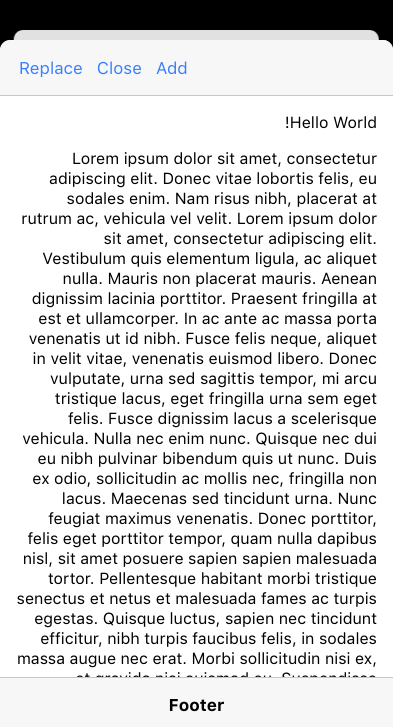 Replace Close Add
!Hello World
Lorem ipsum dolor sit amet, consectetur
adipiscing elit. Donec vitae lobortis felis, eu
sodales enim. Nam risus nibh, placerat at
rutrum ac, vehicula vel velit. Lorem ipsum dolor
sit amet, consectetur adipiscing elit.
Vestibulum quis elementum ligula, ac aliquet
nulla. Mauris non placerat mauris. Aenean
dignissim lacinia porttitor. Praesent fringilla at
est et ullamcorper. In ac ante ac massa porta
venenatis ut id nibh. Fusce felis neque, aliquet
in velit vitae, venenatis euismod libero. Donec
vulputate, urna sed sagittis tempor, mi arcu
tristique lacus, eget fringilla urna sem eget
felis. Fusce dignissim lacus a scelerisque
vehicula. Nulla nec enim nunc. Quisque nec dui
eu nibh pulvinar bibendum quis ut nunc. Duis
ex odio, sollicitudin ac mollis nec, fringilla non
lacus. Maecenas sed tincidunt urna. Nunc
feugiat maximus venenatis. Donec porttitor,
felis eget porttitor tempor, quam nulla dapibus
nisl, sit amet posuere sapien sapien malesuada
tortor. Pellentesque habitant morbi tristique
senectus et netus et malesuada fames ac turpis
egestas. Quisque luctus, sapien nec tincidunt
efficitur, nibh turpis faucibus felis, in sodales
massa augue nec erat. Morbi sollicitudin nisi ex,
Footer